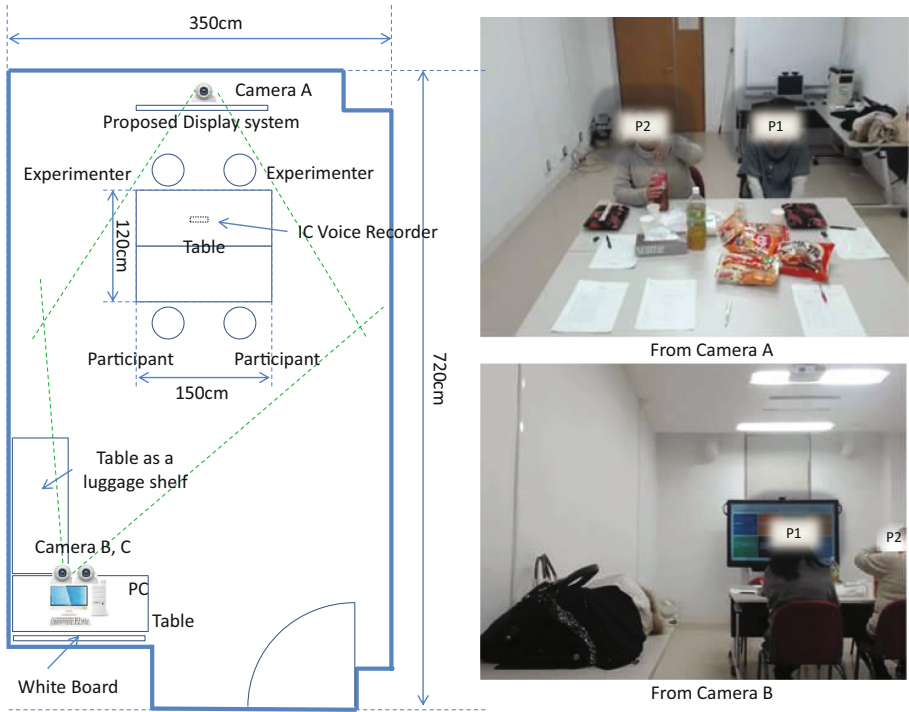 350cm
Camera A
Proposed Display system
Experimenter
Experimenter
120cm
IC Voice Recorder
Table
Participant
Participant
150cm
720cm
Table as a
luggage shelf
Camera B, C
PC
Table
White Board
P2
P1
From Camera A
P1
P2
From Camera B